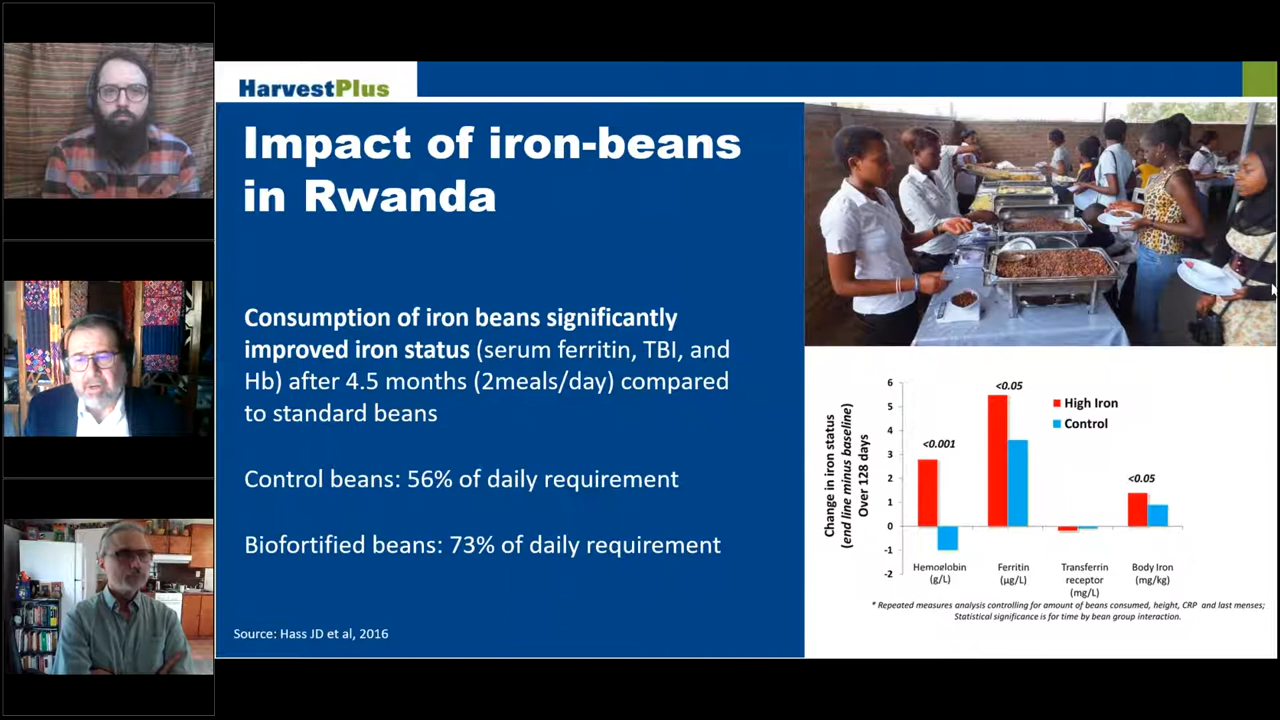 HarvestPlus
Impact of iron-beans
in Rwanda
Consumption of iron beans significantly
improved iron status (serum ferritin, TBI, and
Hb) after 4.5 months (2meals/day) compared
to standard beans
Control beans: 56% of daily requirement
Biofortified beans: 73% of daily requirement
Source: Hass JD et al, 2016
Change in iron status
(end line minus baseline)
Over 128 days
6
5
4
3
2
1
0
-1
-2
<0.001
<0.05
<0.05
High Iron
Control
Hemoglobin
(g/L)
Ferritin
(µg/L)
Transferrin
receptor
(mg/L)
Body Iron
(mg/kg)
* Repeated measures analysis controlling for amount of beans consumed, height, CRP and last menses;
Statistical significance is for time by bean group interaction.